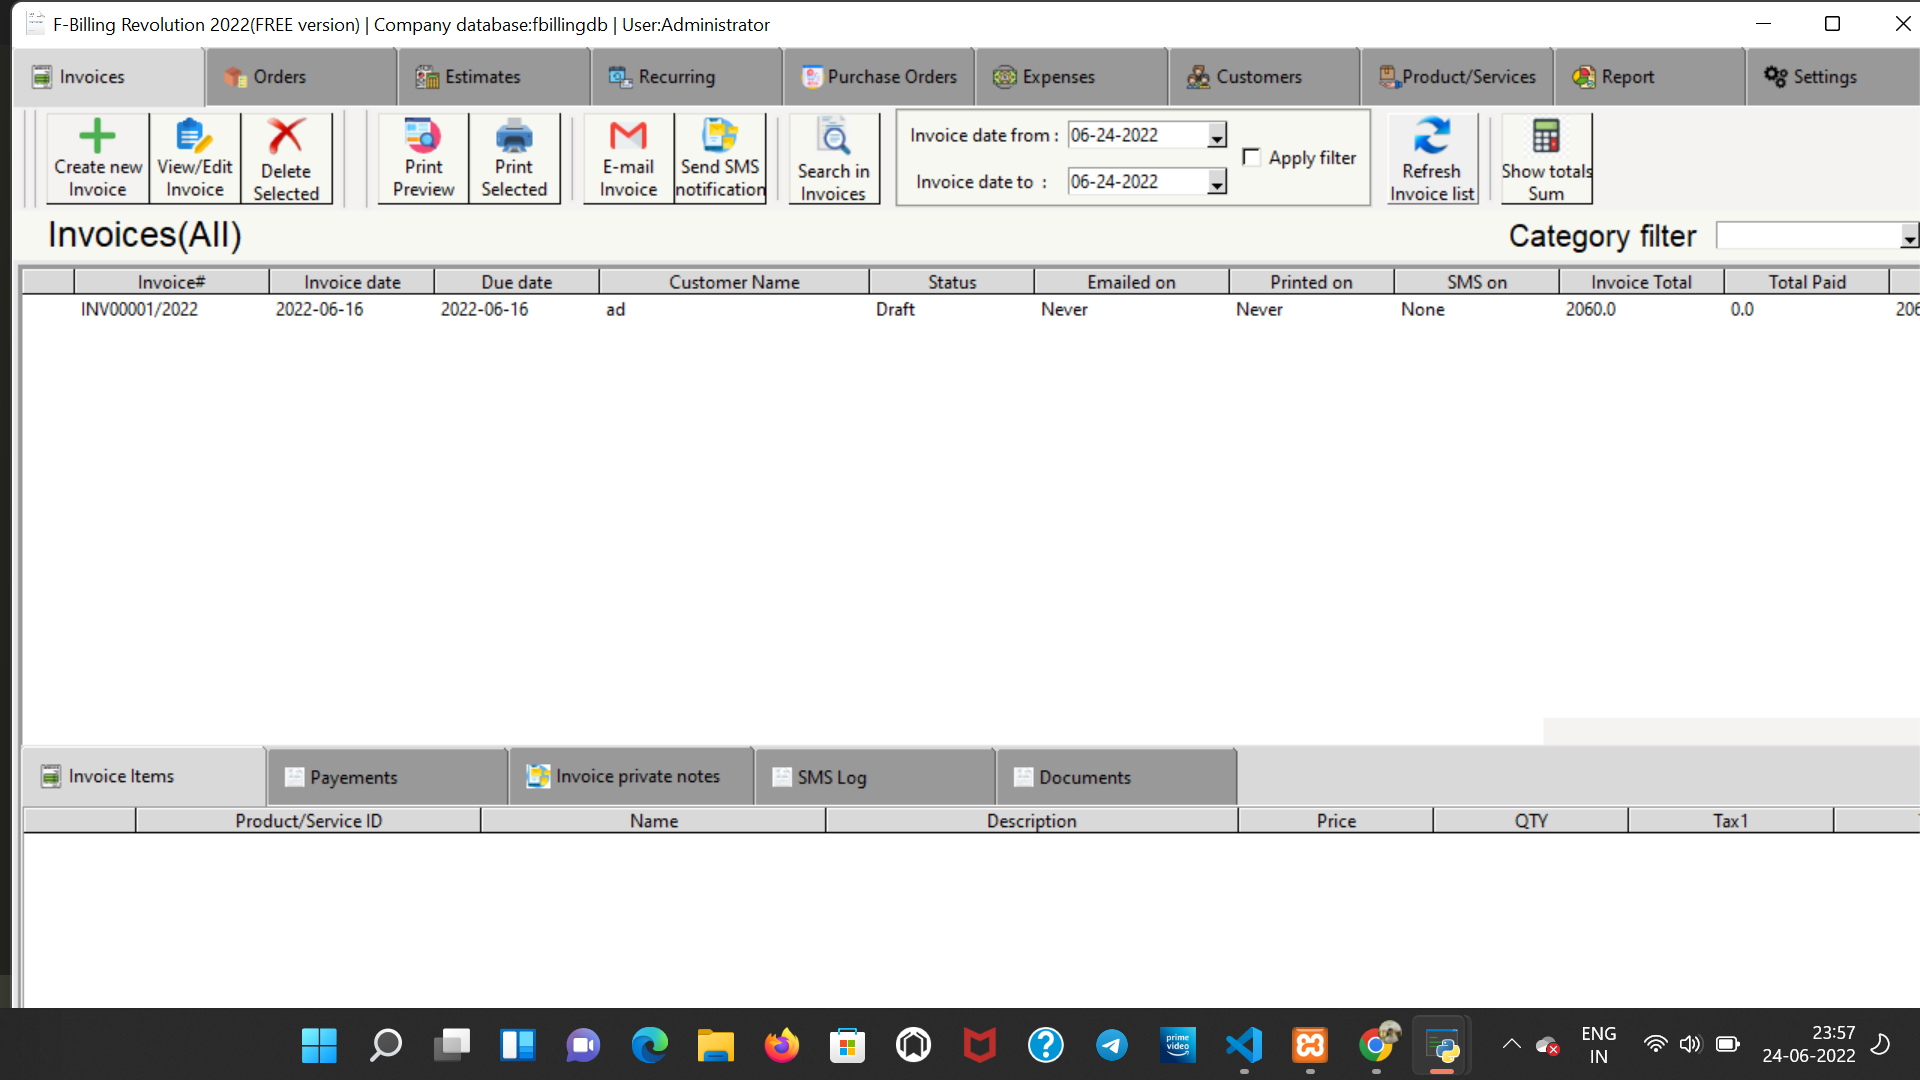 F-Billing Revolution 2022(FREE version) | Company database:fbillingdb | User:Administrator
Invoices
Orders
Estimates
Recurring
Purchase Orders
Expenses
Customers
Product/Services
Report
Settings
Create new
Invoice
View/Edit
Invoice
Delete
Selected
Print
Preview
Print
Selected
E-mail
Invoice
Send SMS
notification
Search in
Invoices
Invoice date from : 06-24-2022
Invoice date to : 06-24-2022
Apply filter
Refresh
Invoice list
Show totals
Sum
Invoices(All)
Category filter
Invoice# Invoice date Due date Customer Name Status Emailed on Printed on SMS on Invoice Total Total Paid
INV00001/2022 2022-06-16 2022-06-16 ad Draft Never Never None 2060.0 0.0 206
Invoice Items
Payements
Invoice private notes
SMS Log
Documents
Product/Service ID Name Description Price QTY Tax1
prime
video
ENG
IN
23:57
24-06-2022